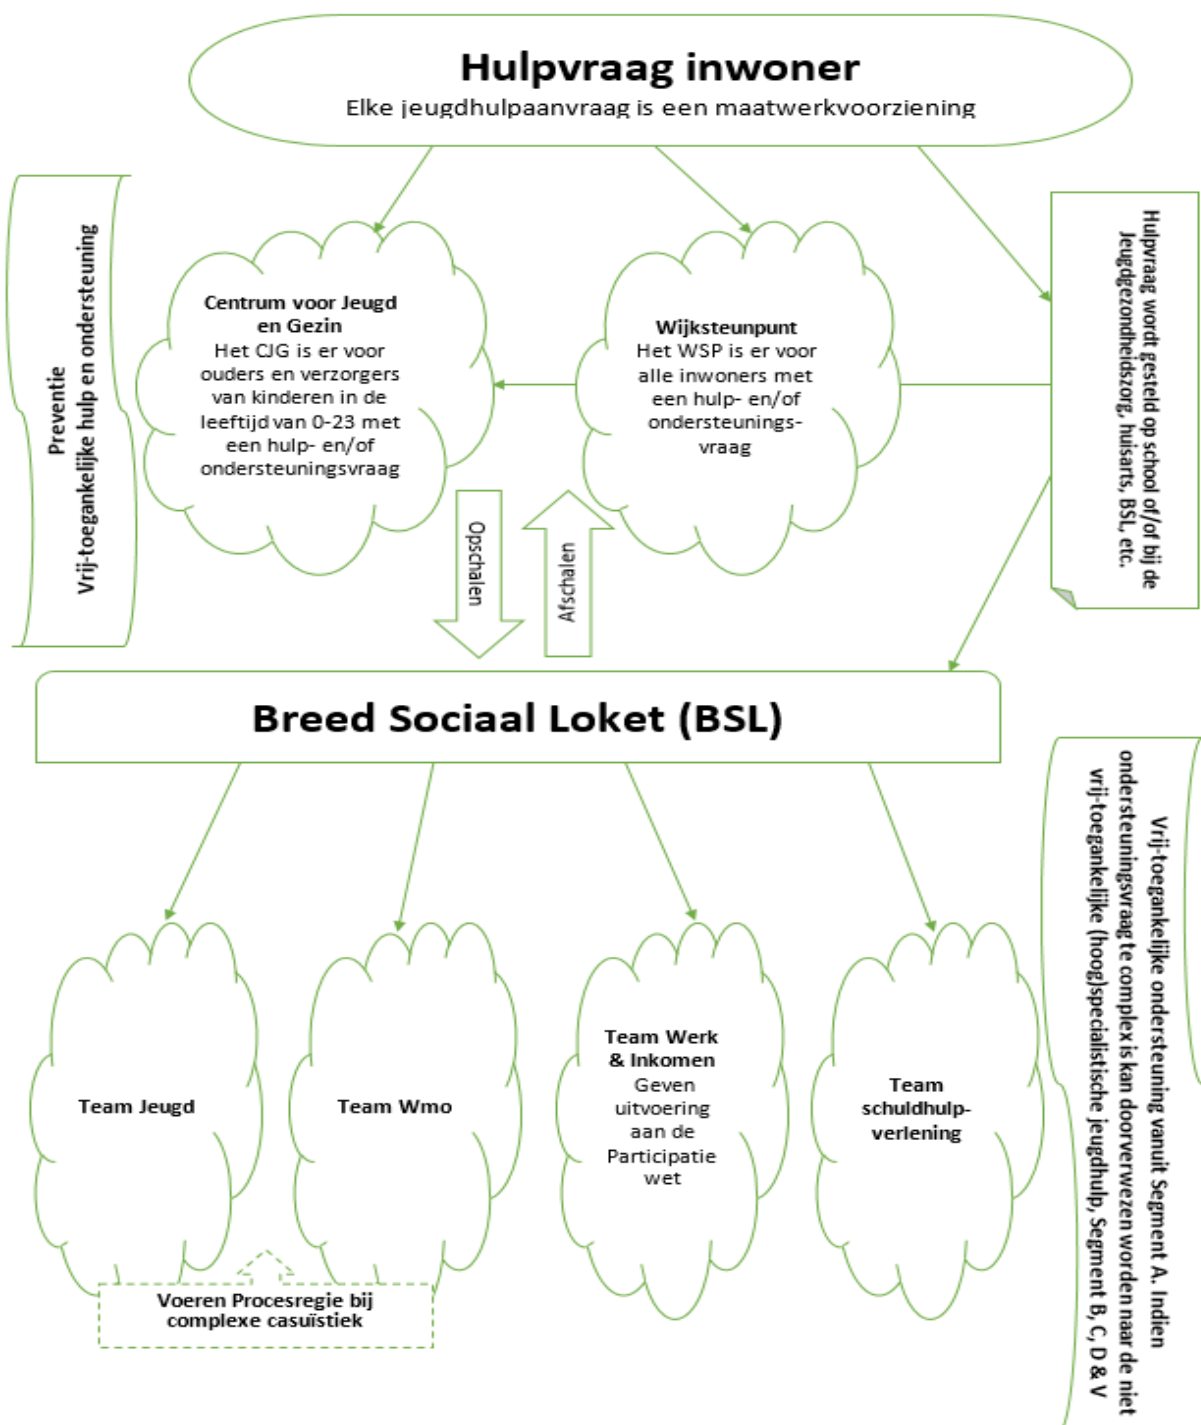 Hulpvraag inwoner
Elke jeugdhulpaanvraag is een maatwerkvoorziening
Preventie
Vrij-toegankelijke hulp en ondersteuning
Centrum voor Jeugd
en Gezin
Het CJG is er voor
ouders en verzorgers
van kinderen in de
leeftijd van 0-23 met
een hulp- en/of
ondersteuningsvraag
Wijksteunpunt
Het WSP is er voor
alle inwoners met
een hulp- en/of
ondersteunings-
vraag
Hulpvraag wordt gesteld op school of/of bij de
Jeugdgezondheidszorg, huisarts, BSL, etc.
Opschalen
Afschalen
Breed Sociaal Loket (BSL)
Team Jeugd
Team Wmo
Team Werk
& Inkomen
Geven
uitvoering
aan de
Participatie
wet
Team
schuldhulp-
verlening
Voeren Procesregie bij
complexe casuïstiek
Vrij-toegankelijke ondersteuning vanuit Segment A. Indien
ondersteuningsvraag te complex is kan doorverwezen worden naar de niet
vrij-toegankelijke (hoog)specialistische jeugdhulp, Segment B, C, D & V